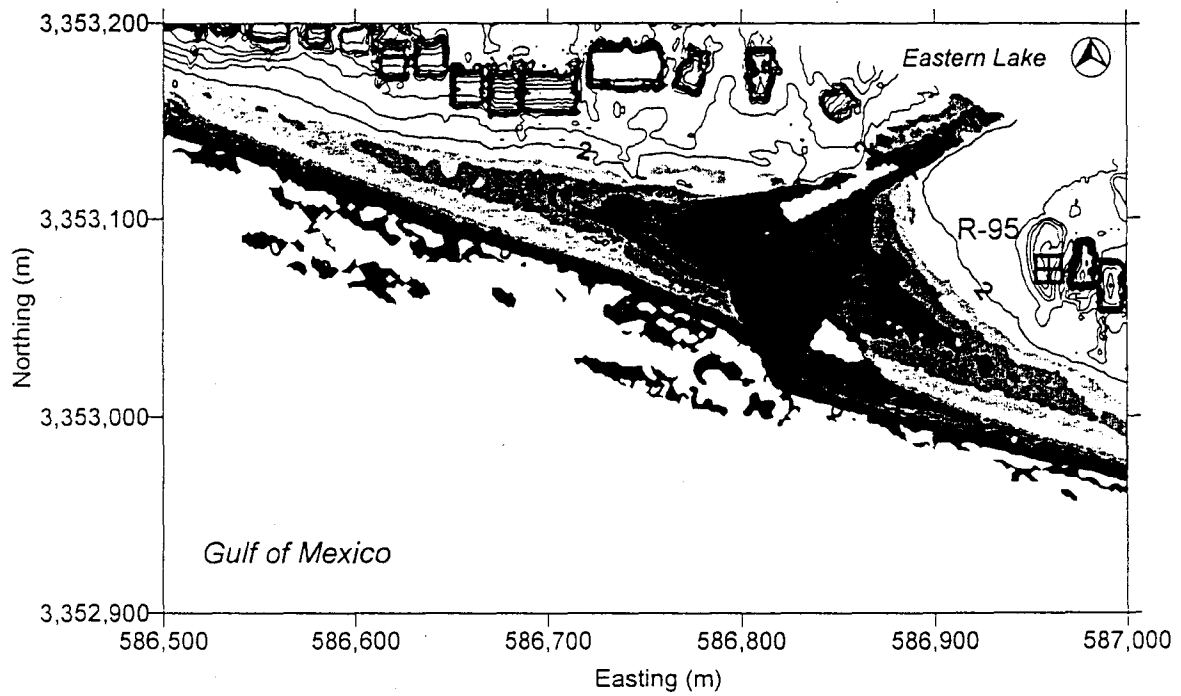 3,353,200
Eastern Lake
2
2
3,353,100
R-95
2
Northing (m)
3,353,000
Gulf of Mexico
3,352,900
586,500
586,600
586,700
586,800
586,900
587,000
Easting (m)